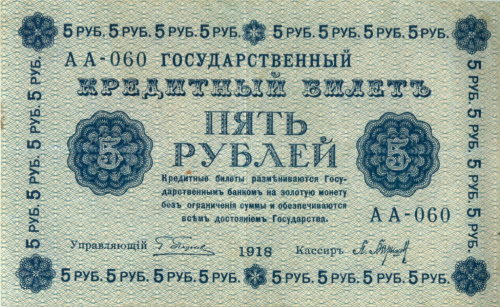 5 РУБ. 5 РУБ. 5 РУБ. 5 РУБ. 5 РУБ. 5 РУБ. 5 РУБ. 5 РУБ.
АА-060 ГОСУДАРСТВЕННЫЙ
КРЕДИТНЫЙ БИЛЕТЪ
5
ПЯТЬ
РУБЛЕЙ
5
Кредитные билеты размѣниваются Госу-
дарственнымъ банкомъ на золотую монету
безъ ограниченія суммы и обезпечиваются
всѣмъ достояніемъ Государства.
АА-060
Управляющій
1918
Кассиръ
5 РУБ. 5 РУБ. 5 РУБ. 5 РУБ. 5 РУБ. 5 РУБ. 5 РУБ. 5 РУБ.
5 РУБ. 5 РУБ. 5 РУБ. 5 РУБ. 5 РУБ.
5 РУБ. 5 РУБ. 5 РУБ. 5 РУБ. 5 РУБ.